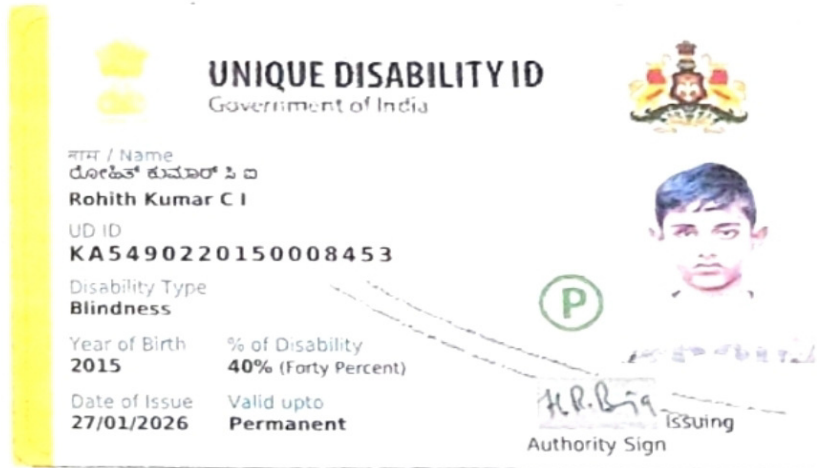 UNIQUE DISABILITY ID
Government of India
नाम / Name
ರೋಹಿತ್ ಕುಮಾರ್ ಸಿ ಐ
Rohith Kumar C I
UD ID
KA5490220150008453
Disability Type
Blindness
Year of Birth % of Disability
2015 40% (Forty Percent)
Date of Issue Valid upto
27/01/2026 Permanent
P
Issuing
Authority Sign